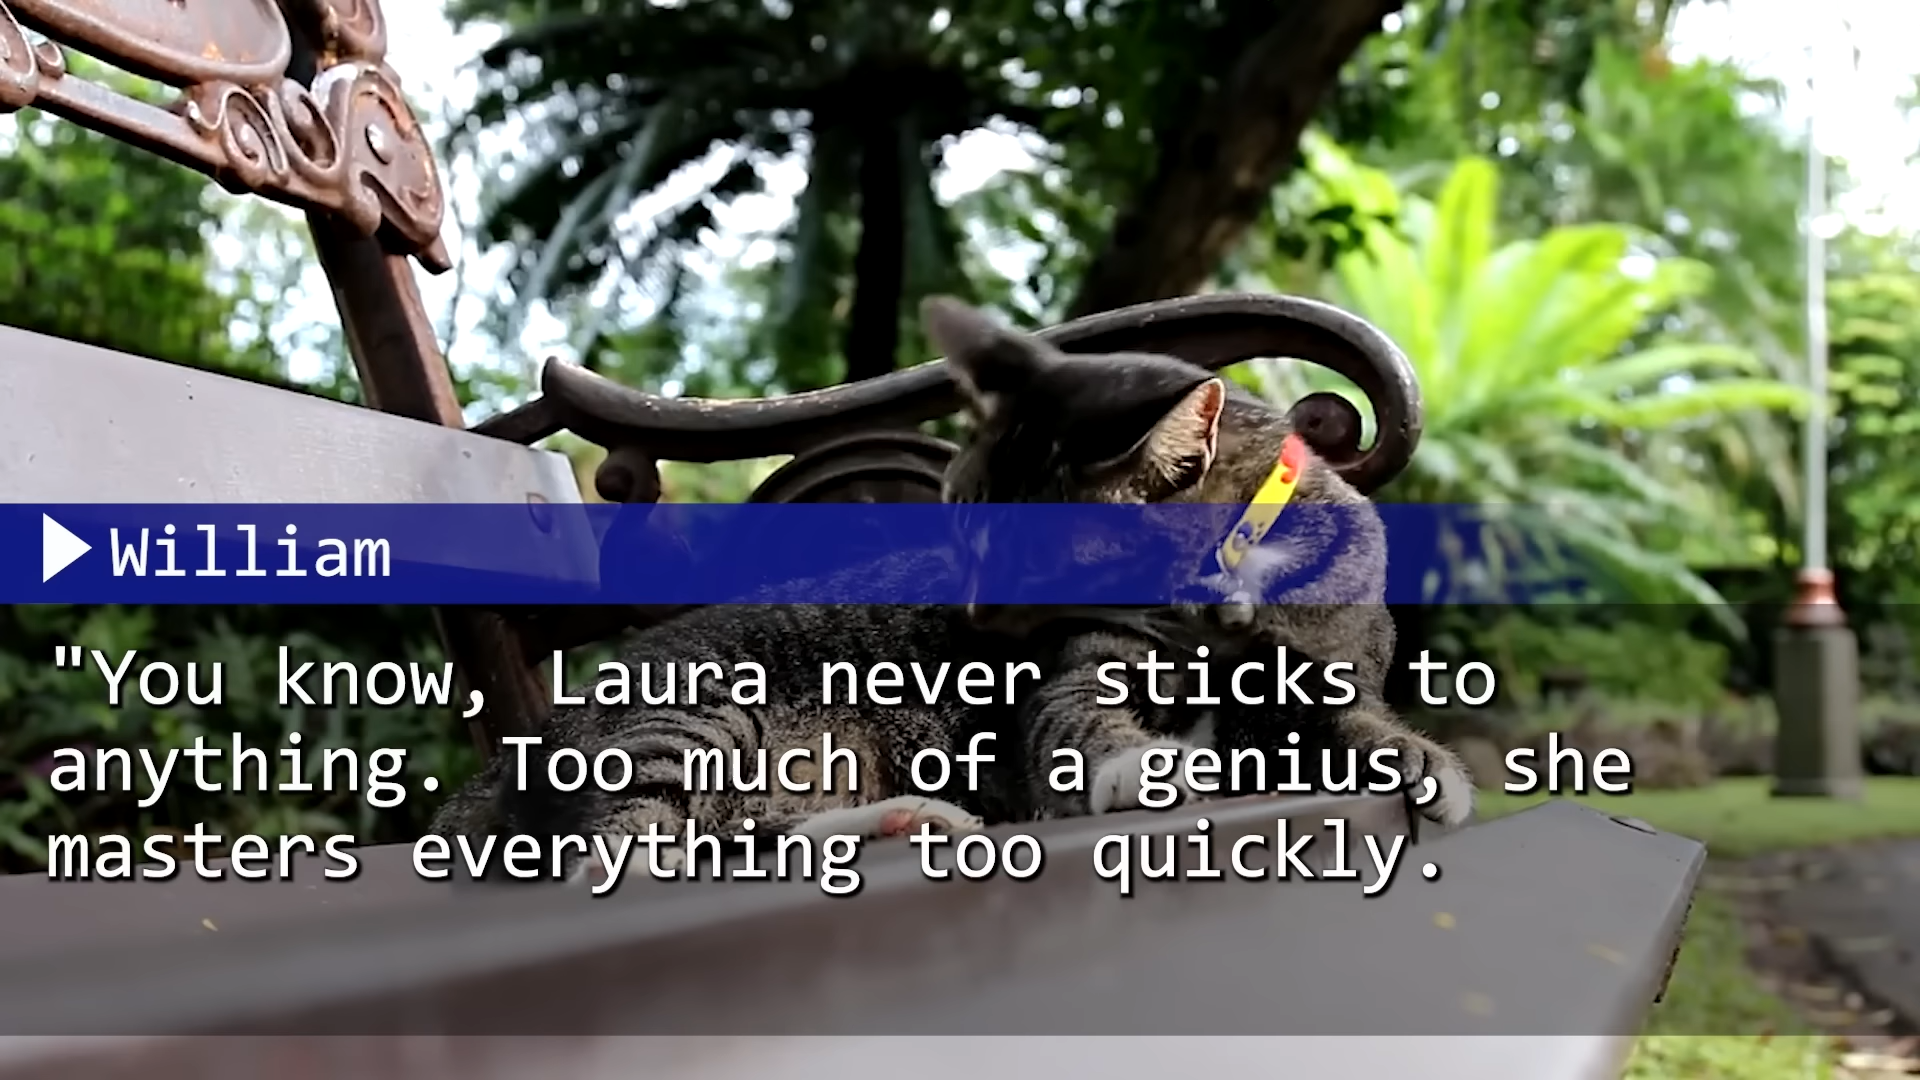 William
"You know, Laura never sticks to
anything. Too much of a genius, she
masters everything too quickly.